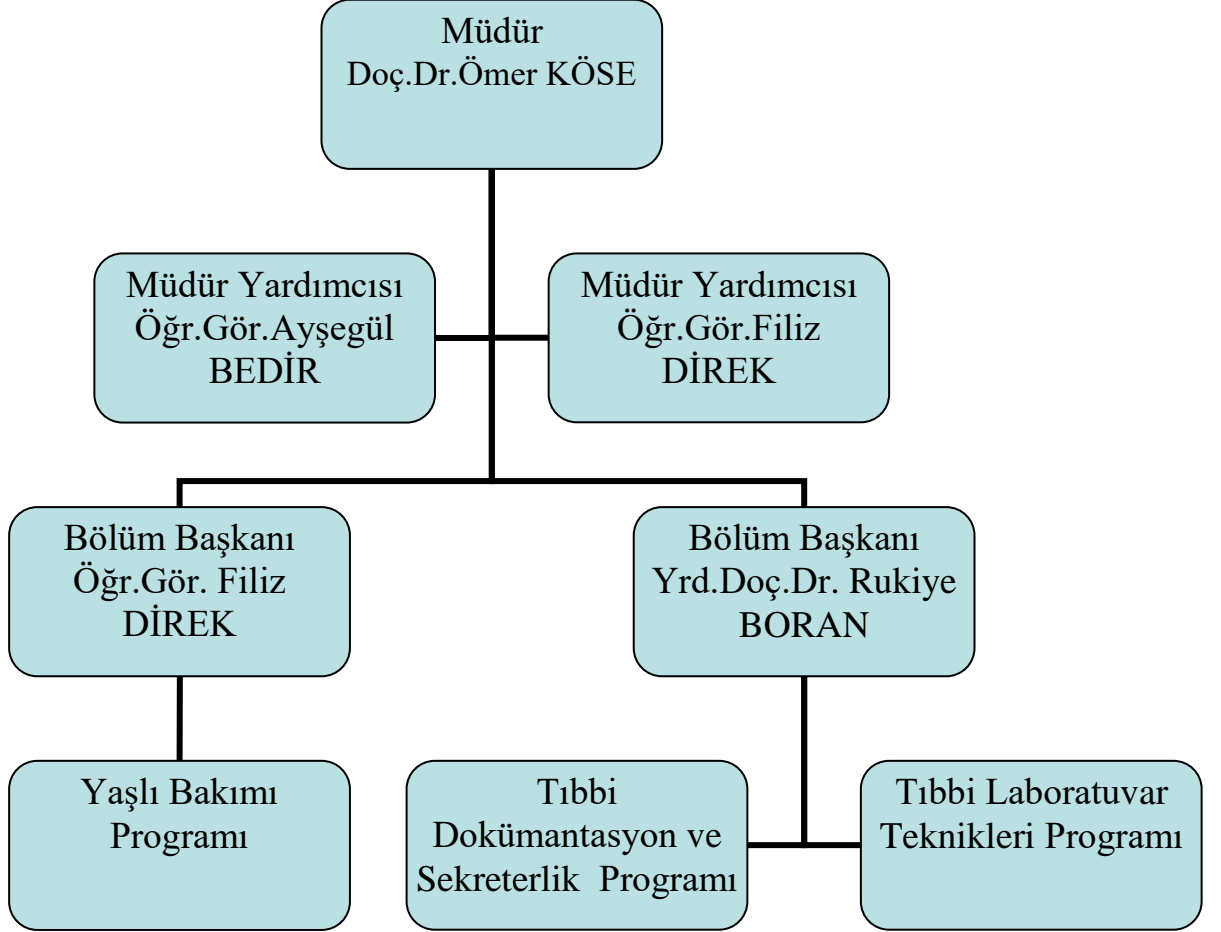 Müdür
Doç.Dr.Ömer KÖSE
Müdür Yardımcısı
Öğr.Gör.Ayşegül
BEDİR
Müdür Yardımcısı
Öğr.Gör.Filiz
DİREK
Bölüm Başkanı
Öğr.Gör. Filiz
DİREK
Bölüm Başkanı
Yrd.Doç.Dr. Rukiye
BORAN
Yaşlı Bakımı
Programı
Tıbbi
Dokümantasyon ve
Sekreterlik  Programı
Tıbbi Laboratuvar
Teknikleri Programı